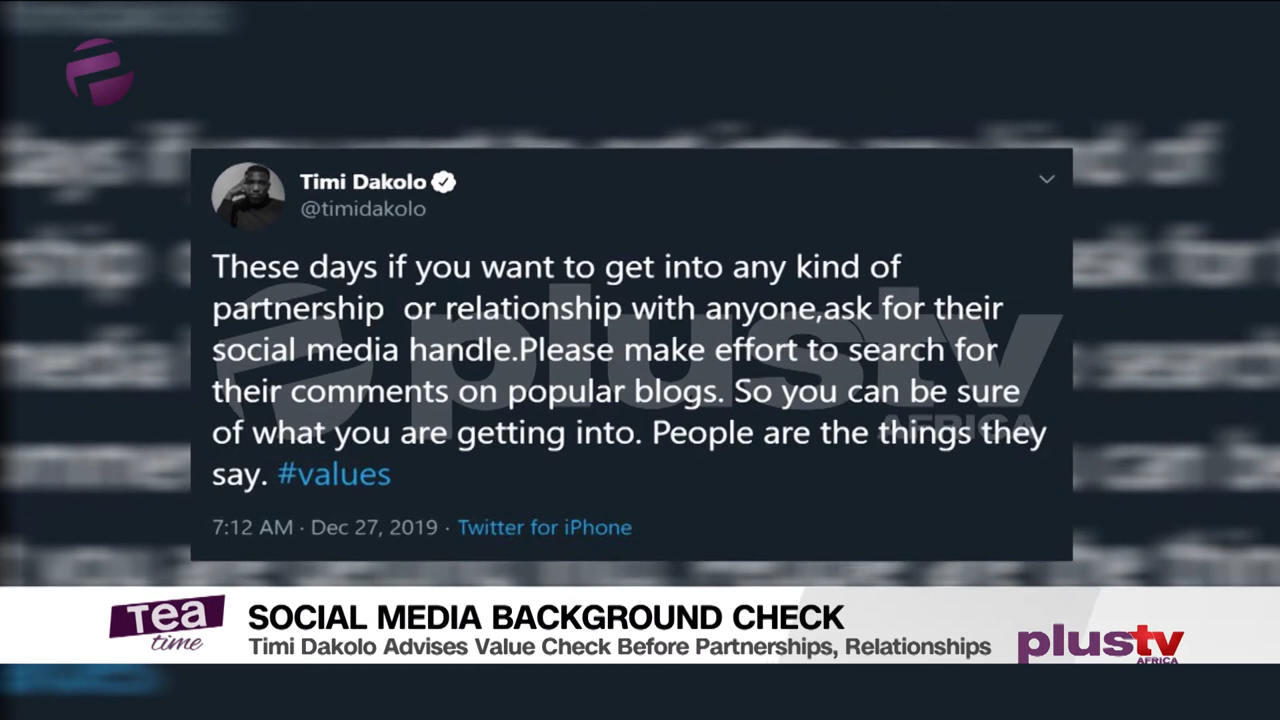 Timi Dakolo
@timidakolo
These days if you want to get into any kind of
partnership or relationship with anyone,ask for their
social media handle.Please make effort to search for
their comments on popular blogs. So you can be sure
of what you are getting into. People are the things they
say. #values
7:12 AM · Dec 27, 2019 · Twitter for iPhone
plustv
AFRICA
Tea
time
SOCIAL MEDIA BACKGROUND CHECK
Timi Dakolo Advises Value Check Before Partnerships, Relationships
plustv
AFRICA